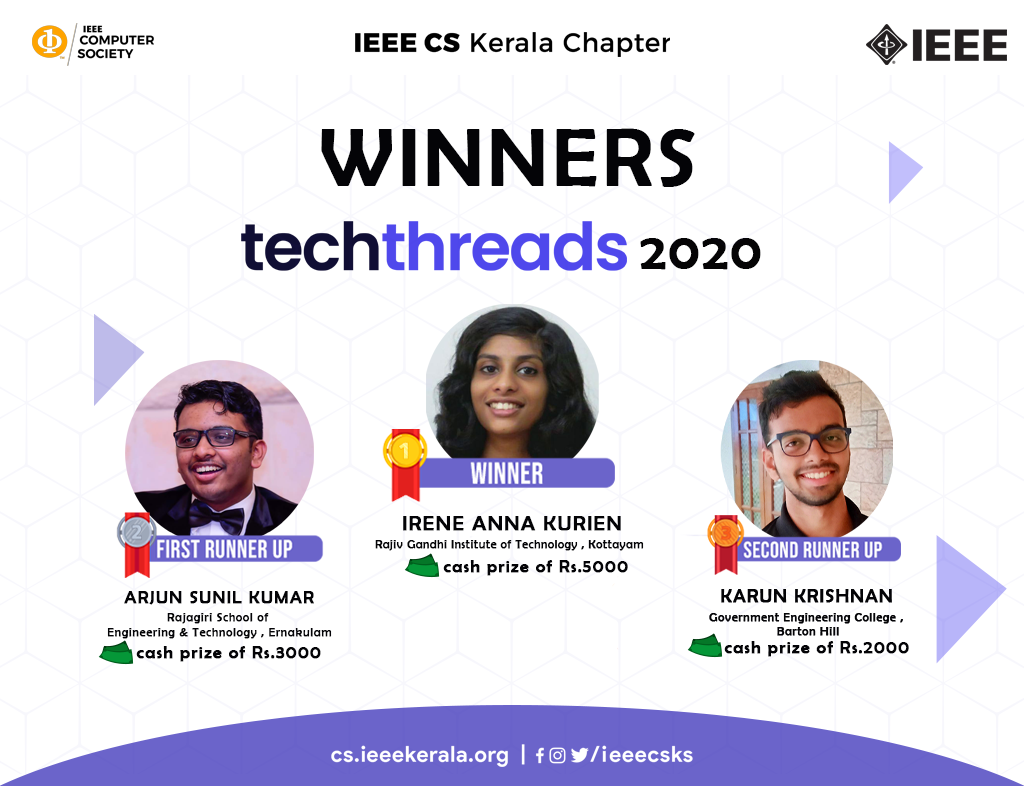 IEEE
COMPUTER
SOCIETY
IEEE CS Kerala Chapter
IEEE
WINNERS
techthreads 2020
1
WINNER
IRENE ANNA KURIEN
Rajiv Gandhi Institute of Technology , Kottayam
cash prize of Rs.5000
2
FIRST RUNNER UP
ARJUN SUNIL KUMAR
Rajagiri School of
Engineering & Technology , Ernakulam
cash prize of Rs.3000
3
SECOND RUNNER UP
KARUN KRISHNAN
Government Engineering College ,
Barton Hill
cash prize of Rs.2000
cs.ieeekerala.org | /ieeecsks